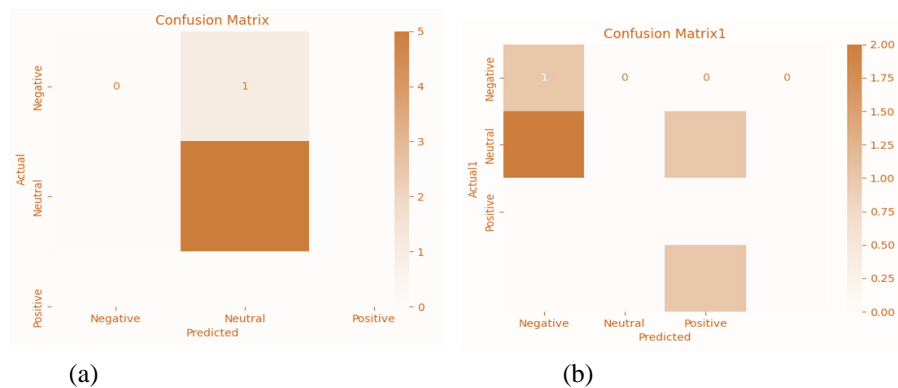 Confusion Matrix
Negative
Neutral
Positive
Actual
0 1
5
4
3
2
1
0
Negative Neutral Positive
Predicted
(a)
Confusion Matrix1
Negative
Neutral
Positive
Actual1
1 0 0 0
2.00
1.75
1.50
1.25
1.00
0.75
0.50
0.25
0.00
Negative Neutral Positive
Predicted
(b)